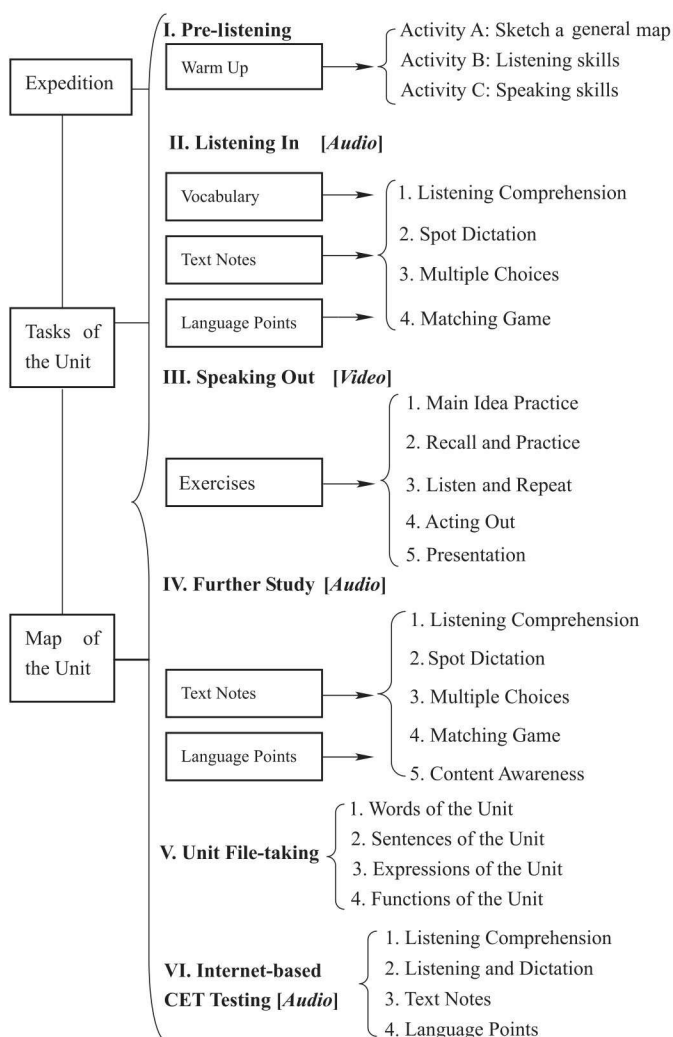 Expedition
Tasks of
the Unit
Map of
the Unit
I. Pre-listening
Warm Up
Activity A: Sketch a general map
Activity B: Listening skills
Activity C: Speaking skills
II. Listening In [Audio]
Vocabulary
Text Notes
Language Points
1. Listening Comprehension
2. Spot Dictation
3. Multiple Choices
4. Matching Game
III. Speaking Out [Video]
Exercises
1. Main Idea Practice
2. Recall and Practice
3. Listen and Repeat
4. Acting Out
5. Presentation
IV. Further Study [Audio]
Text Notes
Language Points
1. Listening Comprehension
2. Spot Dictation
3. Multiple Choices
4. Matching Game
5. Content Awareness
V. Unit File-taking
1. Words of the Unit
2. Sentences of the Unit
3. Expressions of the Unit
4. Functions of the Unit
VI. Internet-based
CET Testing [Audio]
1. Listening Comprehension
2. Listening and Dictation
3. Text Notes
4. Language Points